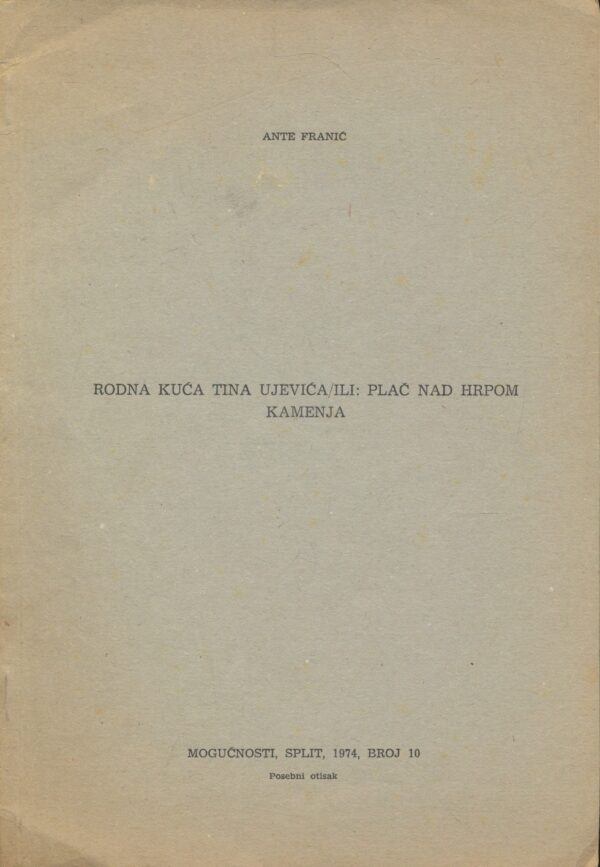 ANTE FRANIĆ
RODNA KUĆA TINA UJEVIĆA/ILI: PLAČ NAD HRPOM
KAMENJA
MOGUĆNOSTI, SPLIT, 1974, BROJ 10
Posebni otisak